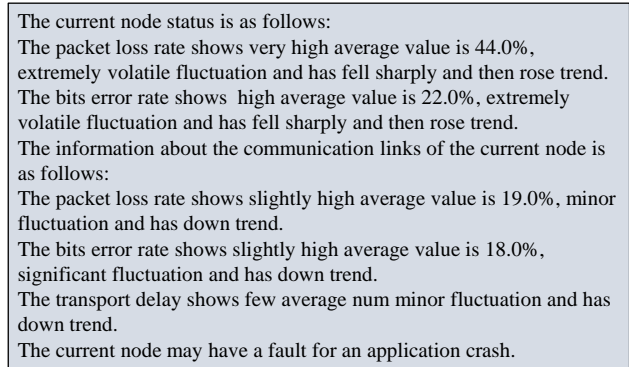 The current node status is as follows:
The packet loss rate shows very high average value is 44.0%,
extremely volatile fluctuation and has fell sharply and then rose trend.
The bits error rate shows  high average value is 22.0%, extremely
volatile fluctuation and has fell sharply and then rose trend.
The information about the communication links of the current node is
as follows:
The packet loss rate shows slightly high average value is 19.0%, minor
fluctuation and has down trend.
The bits error rate shows slightly high average value is 18.0%,
significant fluctuation and has down trend.
The transport delay shows few average num minor fluctuation and has
down trend.
The current node may have a fault for an application crash.